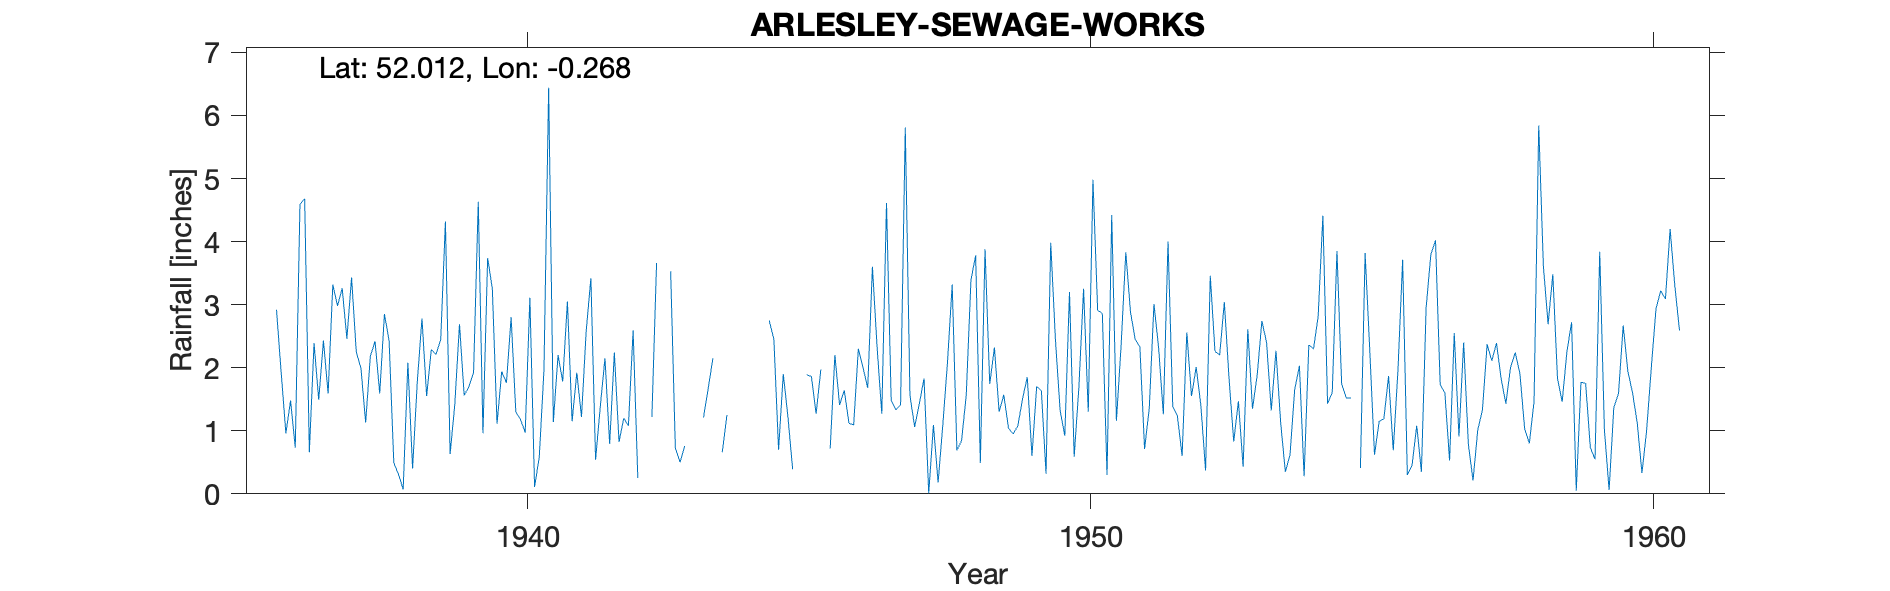 ARLESLEY-SEWAGE-WORKS
Lat: 52.012, Lon: -0.268
Rainfall [inches]
7
6
5
4
3
2
1
0
1940 1950 1960
Year